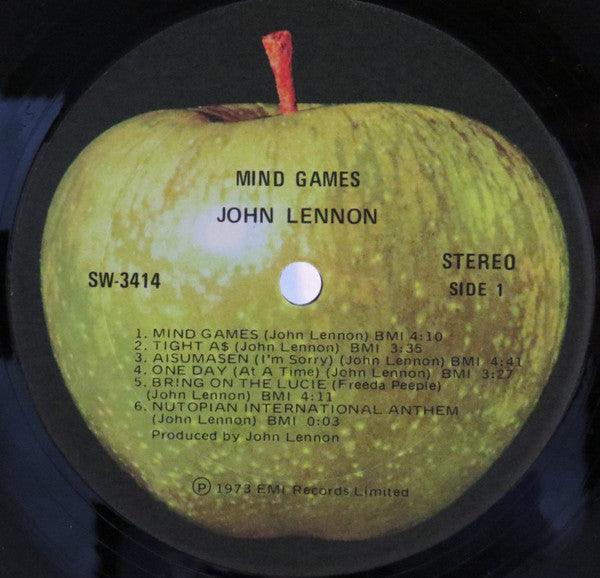 MIND GAMES
JOHN LENNON
SW-3414
STEREO
SIDE 1
1. MIND GAMES (John Lennon) BMI 4:10
2. TIGHT A$ (John Lennon) BMI 3:35
3. AISUMASEN (I'm Sorry) (John Lennon) BMI 4:41
4. ONE DAY (At A Time) (John Lennon) BMI 3:27
5. BR!NG ON THE LUCIE (Freeda Peeple)
(John Lennon) BMI 4:11
6. NUTOPIAN INTERNATIONAL ANTHEM
(John Lennon) BMI 0:03
Produced by John Lennon
℗ 1973 EMI Records Limited